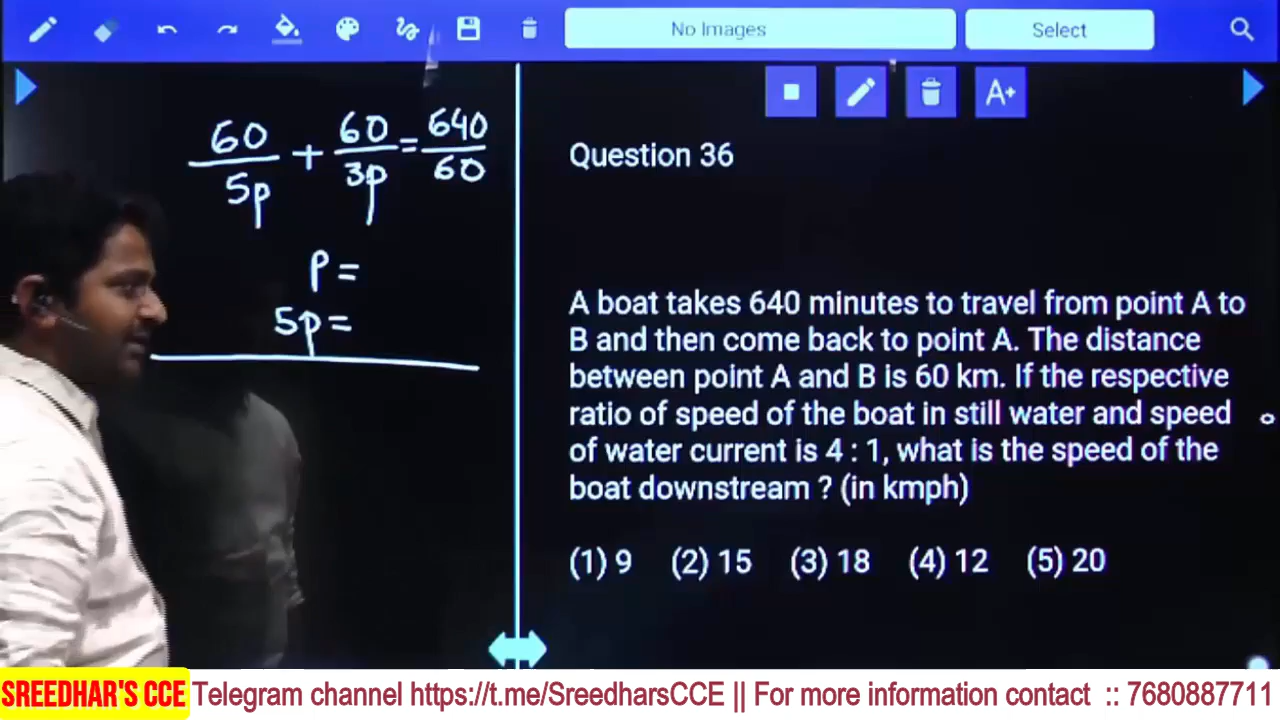 No Images
Select
A+
60/5p + 60/3p = 640/60
p =
5p =
Question 36
A boat takes 640 minutes to travel from point A to
B and then come back to point A. The distance
between point A and B is 60 km. If the respective
ratio of speed of the boat in still water and speed
of water current is 4 : 1, what is the speed of the
boat downstream ? (in kmph)
(1) 9 (2) 15 (3) 18 (4) 12 (5) 20
SREEDHAR'S CCE Telegram channel https://t.me/SreedharsCCE || For more information contact :: 7680887711